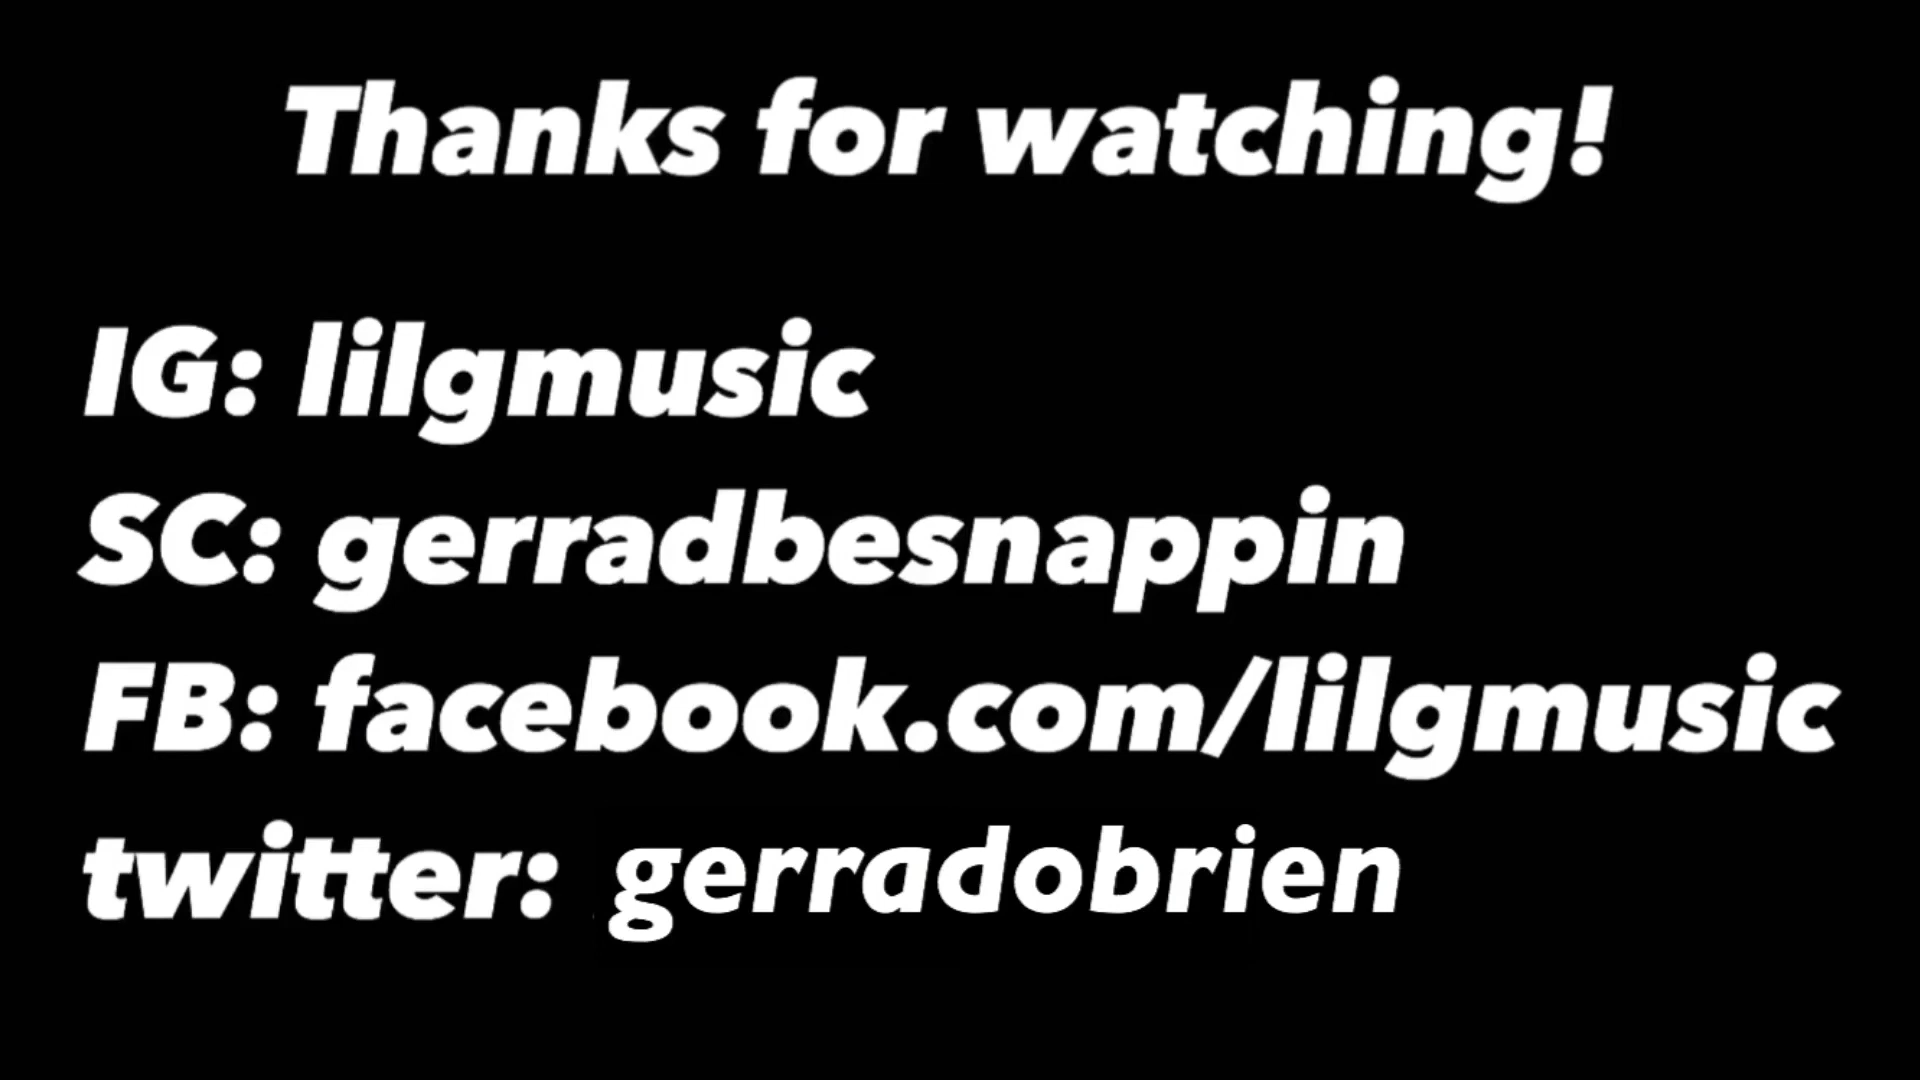 Thanks for watching!
IG: lilgmusic
SC: gerradbesnappin
FB: facebook.com/lilgmusic
twitter: gerradobrien